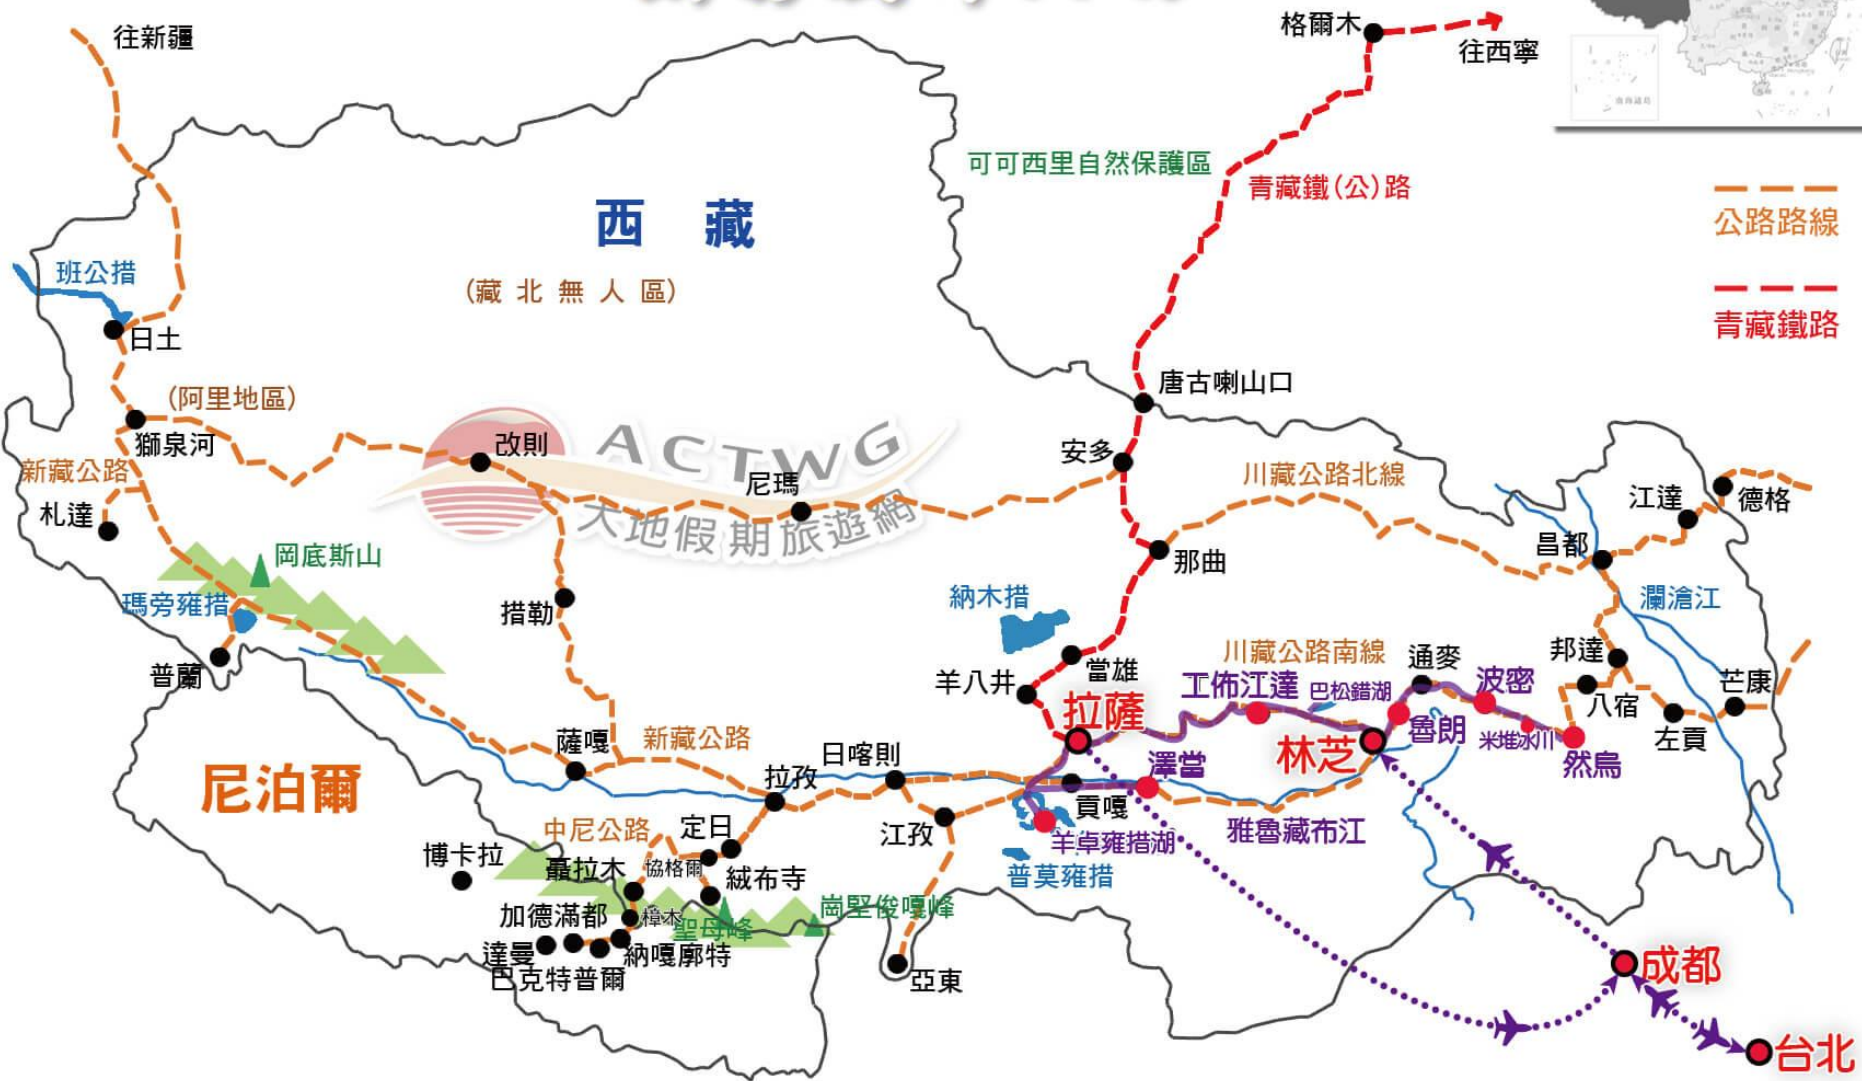 往新疆
格爾木
往西寧
南海諸島
可可西里自然保護區
青藏鐵(公)路
西 藏
公路路線
班公措
(藏北無人區)
青藏鐵路
日土
唐古喇山口
(阿里地區)
獅泉河
改則
ACTWG
安多
新藏公路
川藏公路北線
尼瑪
江達
德格
札達
大地假期旅遊網
昌都
岡底斯山
那曲
瑪旁雍措
措勒
納木措
瀾滄江
普蘭
羊八井
當雄
川藏公路南線
通麥
邦達
工佈江達
巴松錯湖
波密
八宿
芒康
拉薩
魯朗
米堆冰川
左貢
薩嘎
新藏公路
日喀則
林芝
然烏
尼泊爾
拉孜
澤當
貢嘎
中尼公路
定日
江孜
羊卓雍措湖
雅魯藏布江
博卡拉
聶拉木
協格爾
絨布寺
普莫雍措
加德滿都
樟木
聖母峰
崗堅俊嘎峰
達曼
納嘎廓特
巴克特普爾
亞東
成都
台北